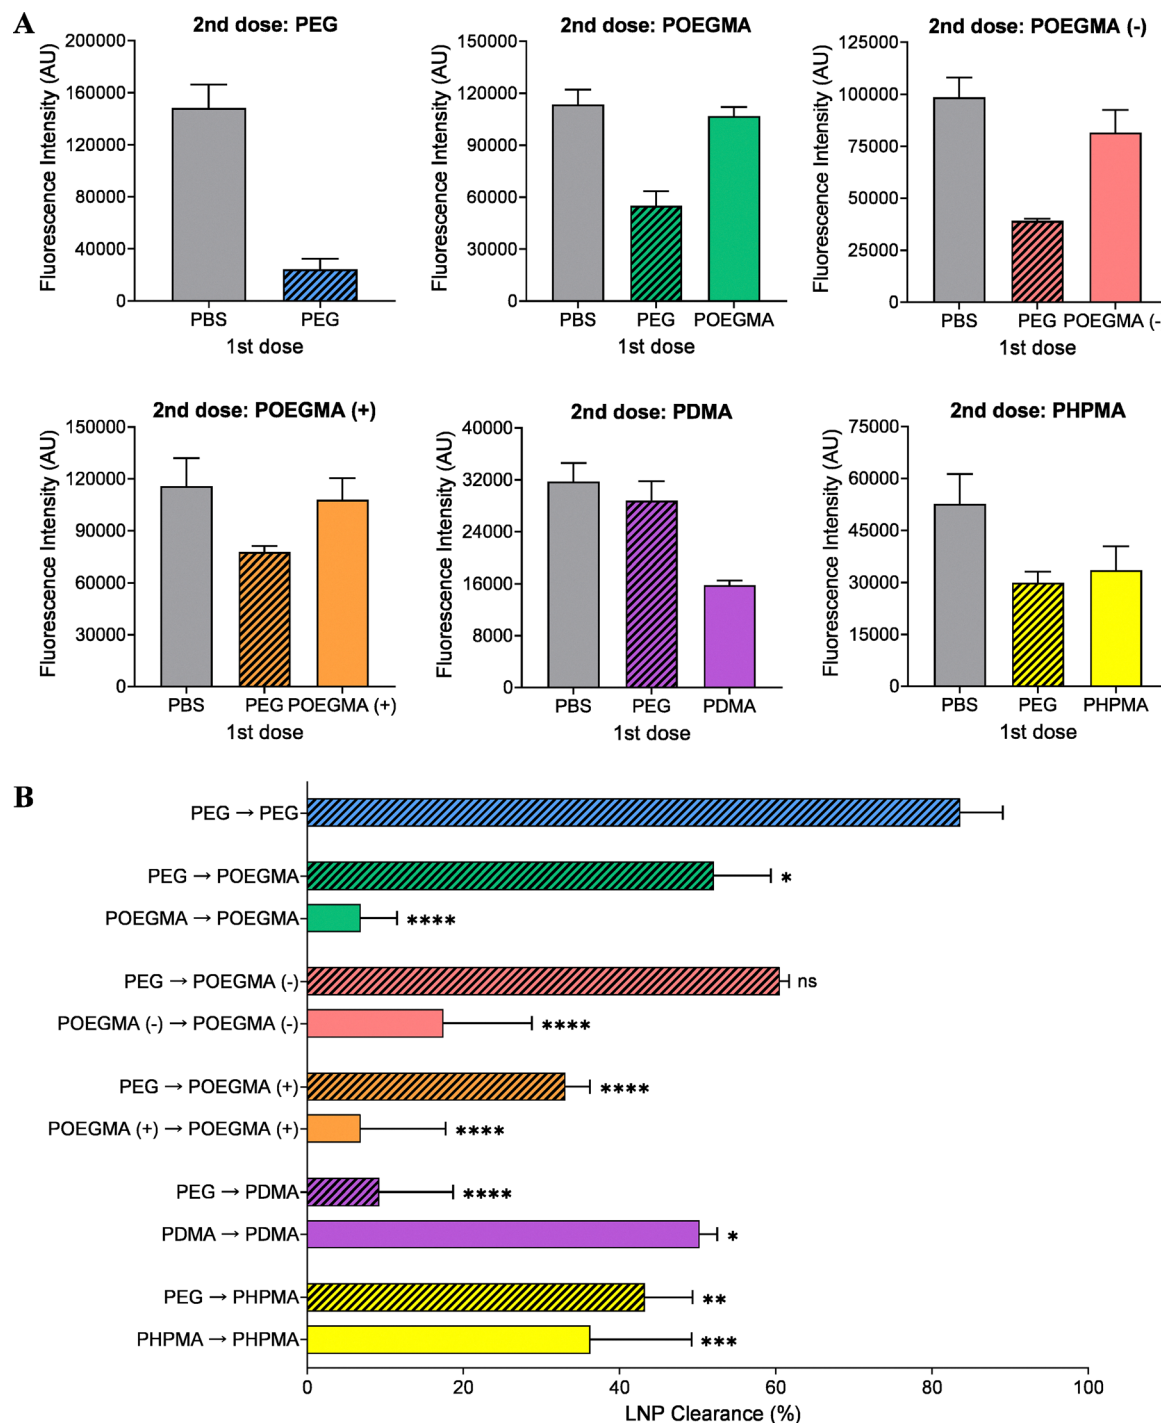 A
2nd dose: PEG
Fluorescence Intensity (AU)
200000
160000
120000
80000
40000
0
PBS PEG
1st dose
2nd dose: POEGMA
Fluorescence Intensity (AU)
150000
120000
90000
60000
30000
0
PBS PEG POEGMA
1st dose
2nd dose: POEGMA (-)
Fluorescence Intensity (AU)
125000
100000
75000
50000
25000
0
PBS PEG POEGMA (-
1st dose
2nd dose: POEGMA (+)
Fluorescence Intensity (AU)
150000
120000
90000
60000
30000
0
PBS PEG POEGMA (+)
1st dose
2nd dose: PDMA
Fluorescence Intensity (AU)
40000
32000
24000
16000
8000
0
PBS PEG PDMA
1st dose
2nd dose: PHPMA
Fluorescence Intensity (AU)
75000
60000
45000
30000
15000
0
PBS PEG PHPMA
1st dose
B
PEG → PEG
PEG → POEGMA *
POEGMA → POEGMA ****
PEG → POEGMA (-) ns
POEGMA (-) → POEGMA (-) ****
PEG → POEGMA (+) ****
POEGMA (+) → POEGMA (+) ****
PEG → PDMA ****
PDMA → PDMA *
PEG → PHPMA **
PHPMA → PHPMA ***
0 20 40 60 80 100
LNP Clearance (%)